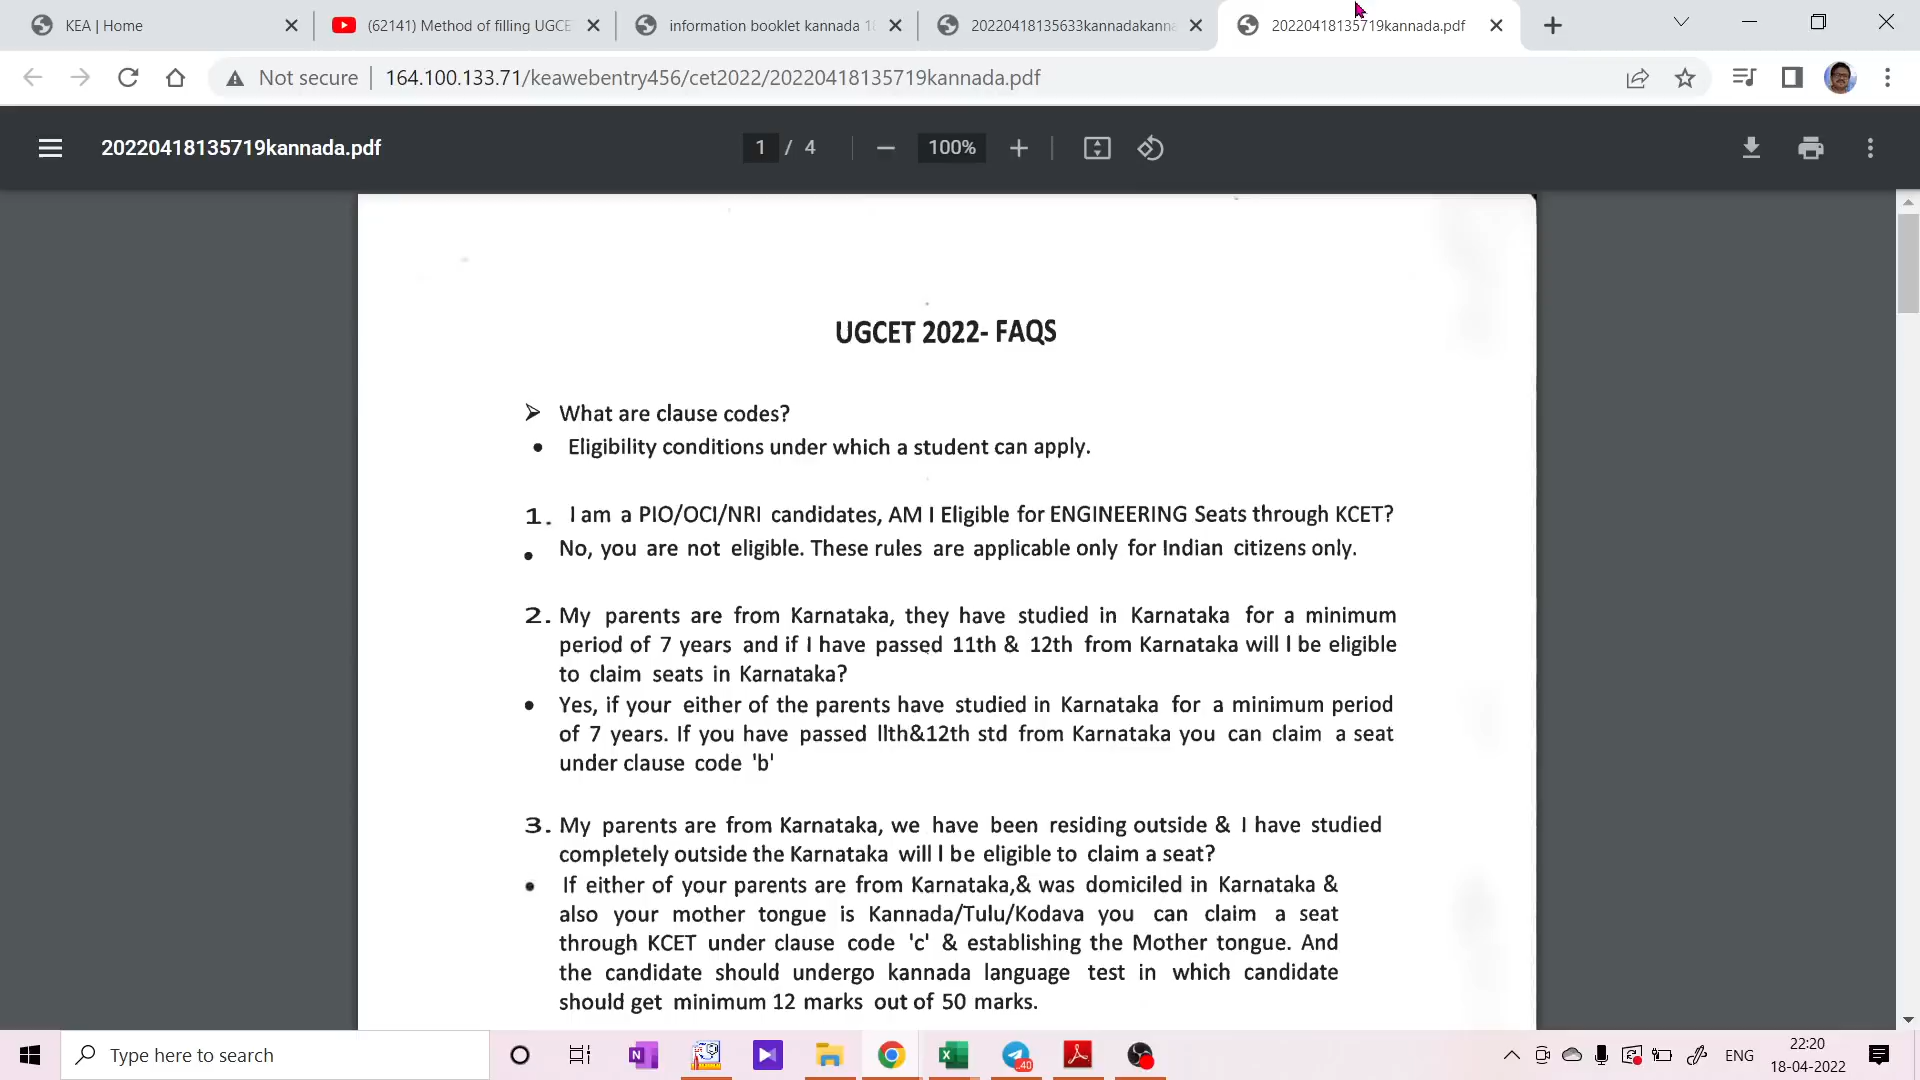 KEA | Home
(62141) Method of filling UGCE
information booklet kannada 18
20220418135633kannadakanna
20220418135719kannada.pdf
Not secure
164.100.133.71/keawebentry456/cet2022/20220418135719kannada.pdf
20220418135719kannada.pdf
1 / 4
100%
UGCET 2022- FAQS
➢ What are clause codes?
• Eligibility conditions under which a student can apply.
1. I am a PIO/OCI/NRI candidates, AM I Eligible for ENGINEERING Seats through KCET?
• No, you are not eligible. These rules are applicable only for Indian citizens only.
2. My parents are from Karnataka, they have studied in Karnataka for a minimum
period of 7 years and if I have passed 11th & 12th from Karnataka will l be eligible
to claim seats in Karnataka?
• Yes, if your either of the parents have studied in Karnataka for a minimum period
of 7 years. If you have passed llth&12th std from Karnataka you can claim a seat
under clause code 'b'
3. My parents are from Karnataka, we have been residing outside & I have studied
completely outside the Karnataka will l be eligible to claim a seat?
• If either of your parents are from Karnataka,& was domiciled in Karnataka &
also your mother tongue is Kannada/Tulu/Kodava you can claim a seat
through KCET under clause code 'c' & establishing the Mother tongue. And
the candidate should undergo kannada language test in which candidate
should get minimum 12 marks out of 50 marks.
Type here to search
40
ENG
22:20
18-04-2022